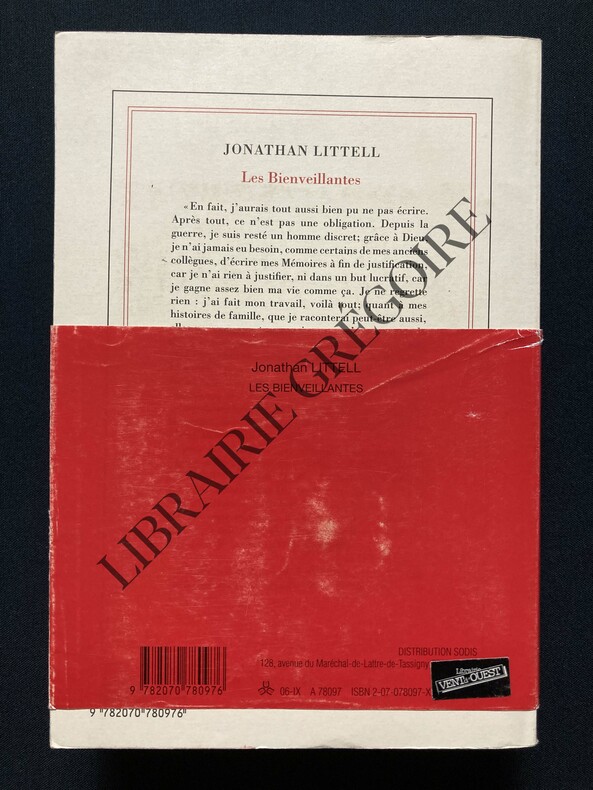 JONATHAN LITTELL
Les Bienveillantes
« En fait, j'aurais tout aussi bien pu ne pas écrire.
Après tout, ce n'est pas une obligation. Depuis la
guerre, je suis resté un homme discret; grâce à Dieu
je n'ai jamais eu besoin, comme certains de mes anciens
collègues, d'écrire mes Mémoires à fin de justification,
car je n'ai rien à justifier, ni dans un but lucratif, car
je gagne assez bien ma vie comme ça. Je ne regrette
rien : j'ai fait mon travail, voilà tout; quant à mes
histoires de famille, que je raconterai peut-être aussi,
Jonathan LITTELL
LES BIENVEILLANTES
LIBRAIRIE GRÉGOIRE
DISTRIBUTION SODIS
128, avenue du Maréchal-de-Lattre-de-Tassigny
9 782070 780976
06-IX A 78097 ISBN 2-07-078097-X
Librairie
VENT D'OUEST
9 782070 780976